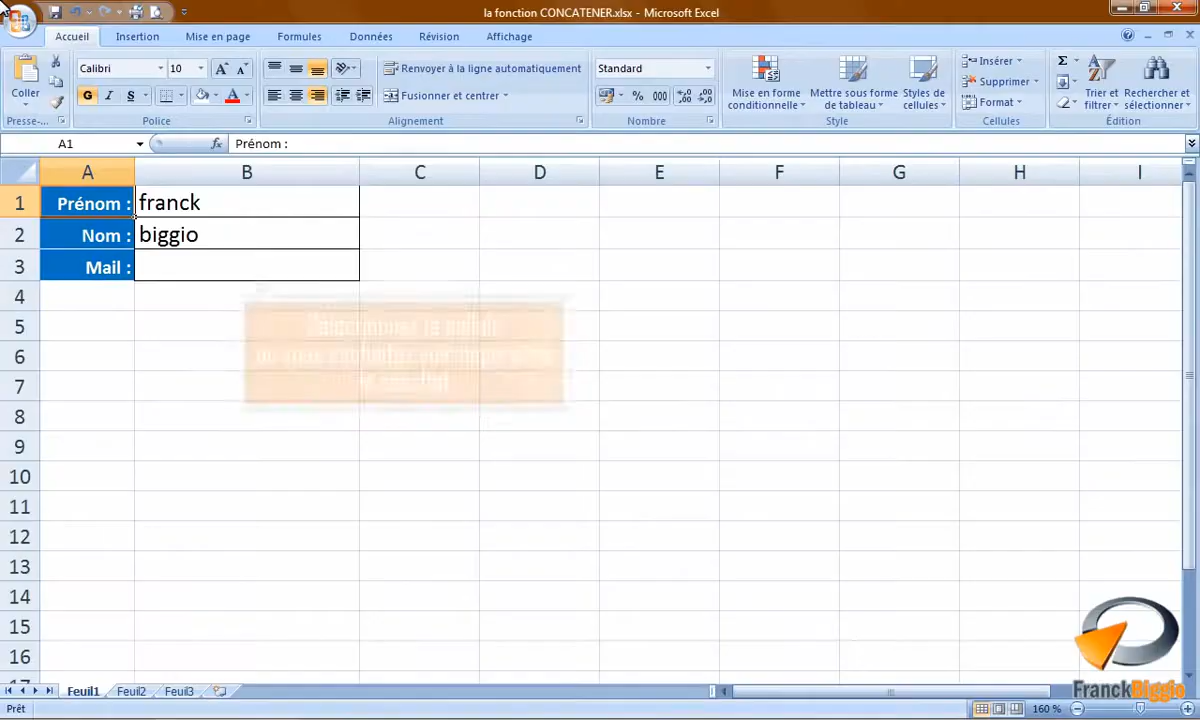 la fonction CONCATENER.xlsx - Microsoft Excel
Accueil Insertion Mise en page Formules Données Révision Affichage
Coller
Presse-...
Calibri 10
G I S A
Police
Renvoyer à la ligne automatiquement
Fusionner et centrer
Alignement
Standard
% 000
Nombre
Mise en forme conditionnelle
Mettre sous forme de tableau
Styles de cellules
Style
Insérer
Supprimer
Format
Cellules
Σ
Trier et filtrer
Rechercher et sélectionner
Édition
A1 fx Prénom :
A B C D E F G H I
1 Prénom : franck
2 Nom : biggio
3 Mail :
4
5
6
7
8
9
10
11
12
13
14
15
16
17
FranckBiggio
Feuil1 Feuil2 Feuil3
Prêt 160 %